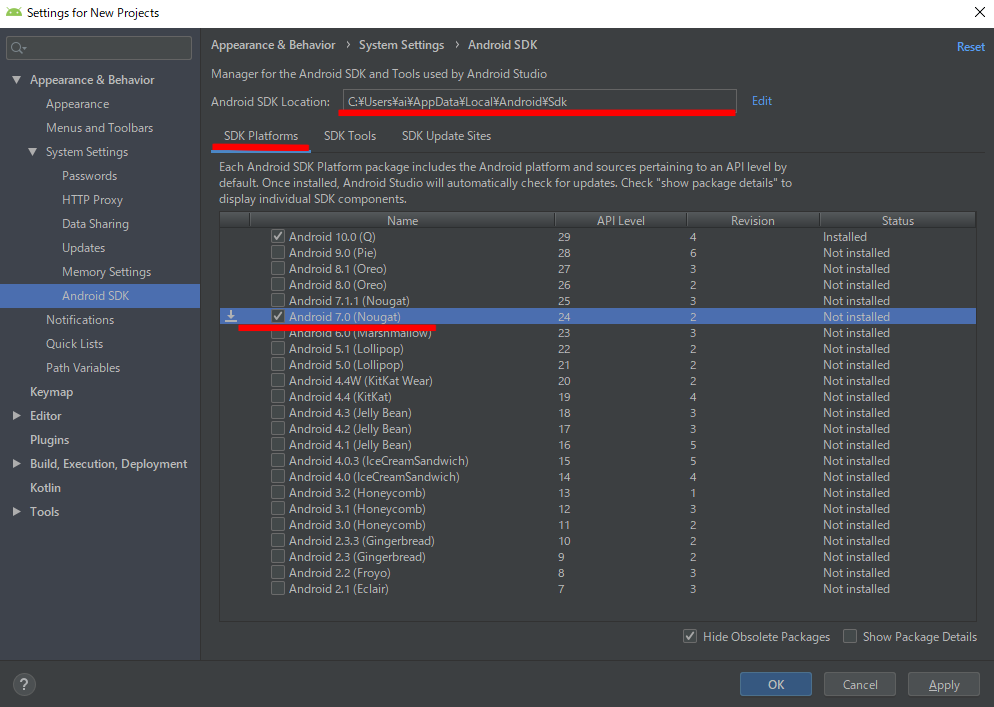 Settings for New Projects
Appearance & Behavior › System Settings › Android SDK
Reset
Manager for the Android SDK and Tools used by Android Studio
Android SDK Location: C:¥Users¥ai¥AppData¥Local¥Android¥Sdk Edit
SDK Platforms SDK Tools SDK Update Sites
Each Android SDK Platform package includes the Android platform and sources pertaining to an API level by
default. Once installed, Android Studio will automatically check for updates. Check "show package details" to
display individual SDK components.
Appearance & Behavior
Appearance
Menus and Toolbars
System Settings
Passwords
HTTP Proxy
Data Sharing
Updates
Memory Settings
Android SDK
Notifications
Quick Lists
Path Variables
Keymap
Editor
Plugins
Build, Execution, Deployment
Kotlin
Tools
Name API Level Revision Status
Android 10.0 (Q) 29 4 Installed
Android 9.0 (Pie) 28 6 Not installed
Android 8.1 (Oreo) 27 3 Not installed
Android 8.0 (Oreo) 26 2 Not installed
Android 7.1.1 (Nougat) 25 3 Not installed
Android 7.0 (Nougat) 24 2 Not installed
Android 6.0 (Marshmallow) 23 3 Not installed
Android 5.1 (Lollipop) 22 2 Not installed
Android 5.0 (Lollipop) 21 2 Not installed
Android 4.4W (KitKat Wear) 20 2 Not installed
Android 4.4 (KitKat) 19 4 Not installed
Android 4.3 (Jelly Bean) 18 3 Not installed
Android 4.2 (Jelly Bean) 17 3 Not installed
Android 4.1 (Jelly Bean) 16 5 Not installed
Android 4.0.3 (IceCreamSandwich) 15 5 Not installed
Android 4.0 (IceCreamSandwich) 14 4 Not installed
Android 3.2 (Honeycomb) 13 1 Not installed
Android 3.1 (Honeycomb) 12 3 Not installed
Android 3.0 (Honeycomb) 11 2 Not installed
Android 2.3.3 (Gingerbread) 10 2 Not installed
Android 2.3 (Gingerbread) 9 2 Not installed
Android 2.2 (Froyo) 8 3 Not installed
Android 2.1 (Eclair) 7 3 Not installed
Hide Obsolete Packages Show Package Details
? OK Cancel Apply